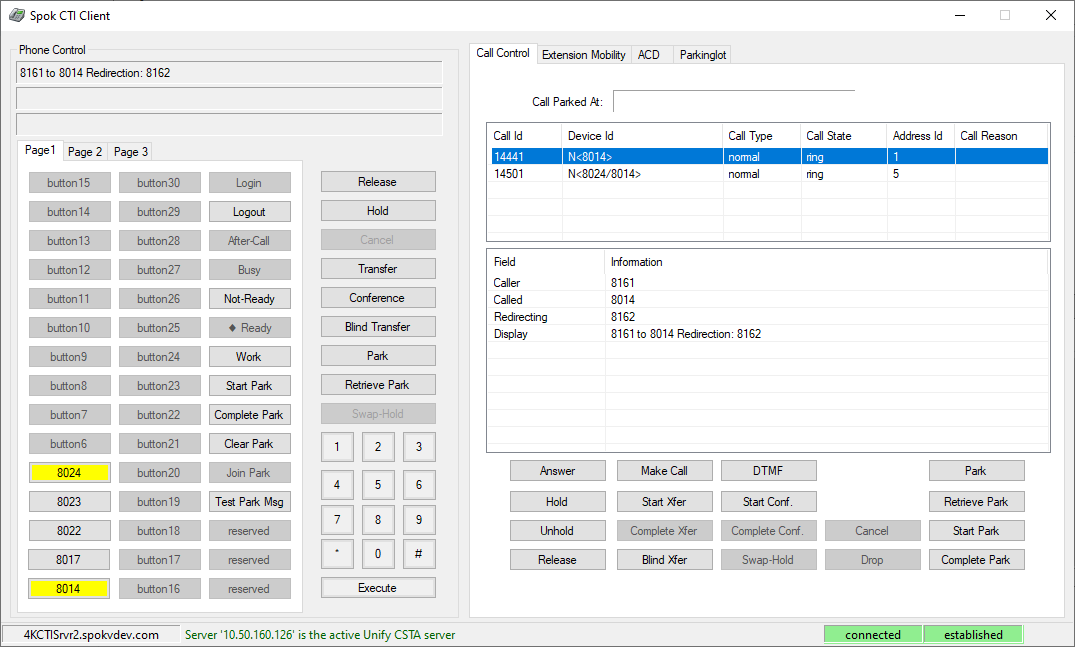 Spok CTI Client
Phone Control
8161 to 8014 Redirection: 8162
Page1 Page 2 Page 3
button15 button30 Login
button14 button29 Logout
button13 button28 After-Call
button12 button27 Busy
button11 button26 Not-Ready
button10 button25 ♦ Ready
button9 button24 Work
button8 button23 Start Park
button7 button22 Complete Park
button6 button21 Clear Park
8024 button20 Join Park
8023 button19 Test Park Msg
8022 button18 reserved
8017 button17 reserved
8014 button16 reserved
Release
Hold
Cancel
Transfer
Conference
Blind Transfer
Park
Retrieve Park
Swap-Hold
1 2 3
4 5 6
7 8 9
* 0 #
Execute
Call Control Extension Mobility ACD Parkinglot
Call Parked At:
Call Id Device Id Call Type Call State Address Id Call Reason
14441 N<8014> normal ring 1
14501 N<8024/8014> normal ring 5
Field Information
Caller 8161
Called 8014
Redirecting 8162
Display 8161 to 8014 Redirection: 8162
Answer Make Call DTMF Park
Hold Start Xfer Start Conf. Retrieve Park
Unhold Complete Xfer Complete Conf. Cancel Start Park
Release Blind Xfer Swap-Hold Drop Complete Park
4KCTISrvr2.spokvdev.com Server '10.50.160.126' is the active Unify CSTA server connected established